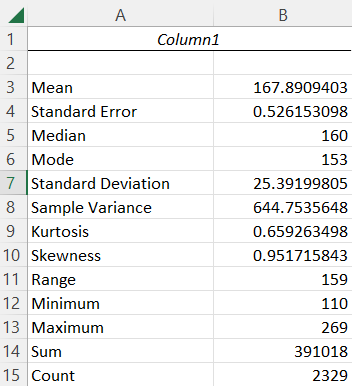 A B
1 Column1
2
3 Mean 167.8909403
4 Standard Error 0.526153098
5 Median 160
6 Mode 153
7 Standard Deviation 25.39199805
8 Sample Variance 644.7535648
9 Kurtosis 0.659263498
10 Skewness 0.951715843
11 Range 159
12 Minimum 110
13 Maximum 269
14 Sum 391018
15 Count 2329